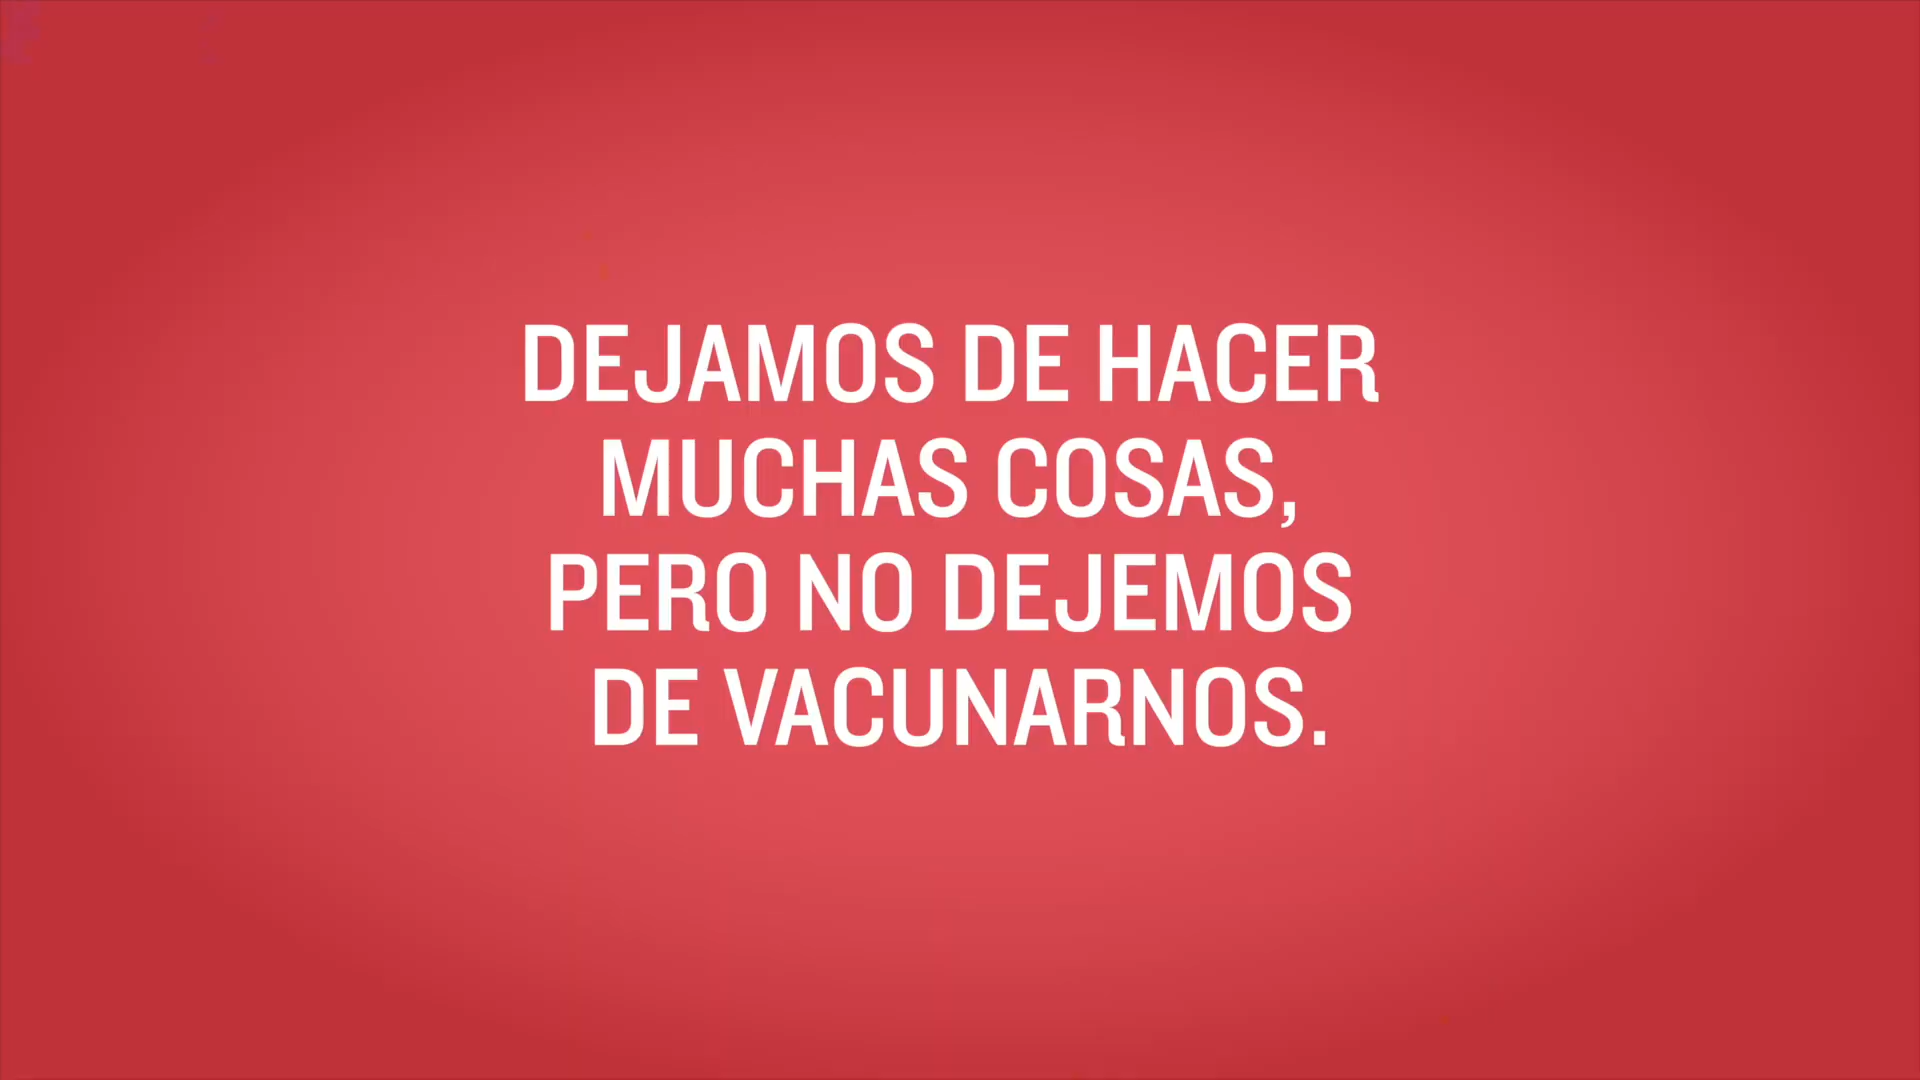 DEJAMOS DE HACER
MUCHAS COSAS,
PERO NO DEJEMOS
DE VACUNARNOS.